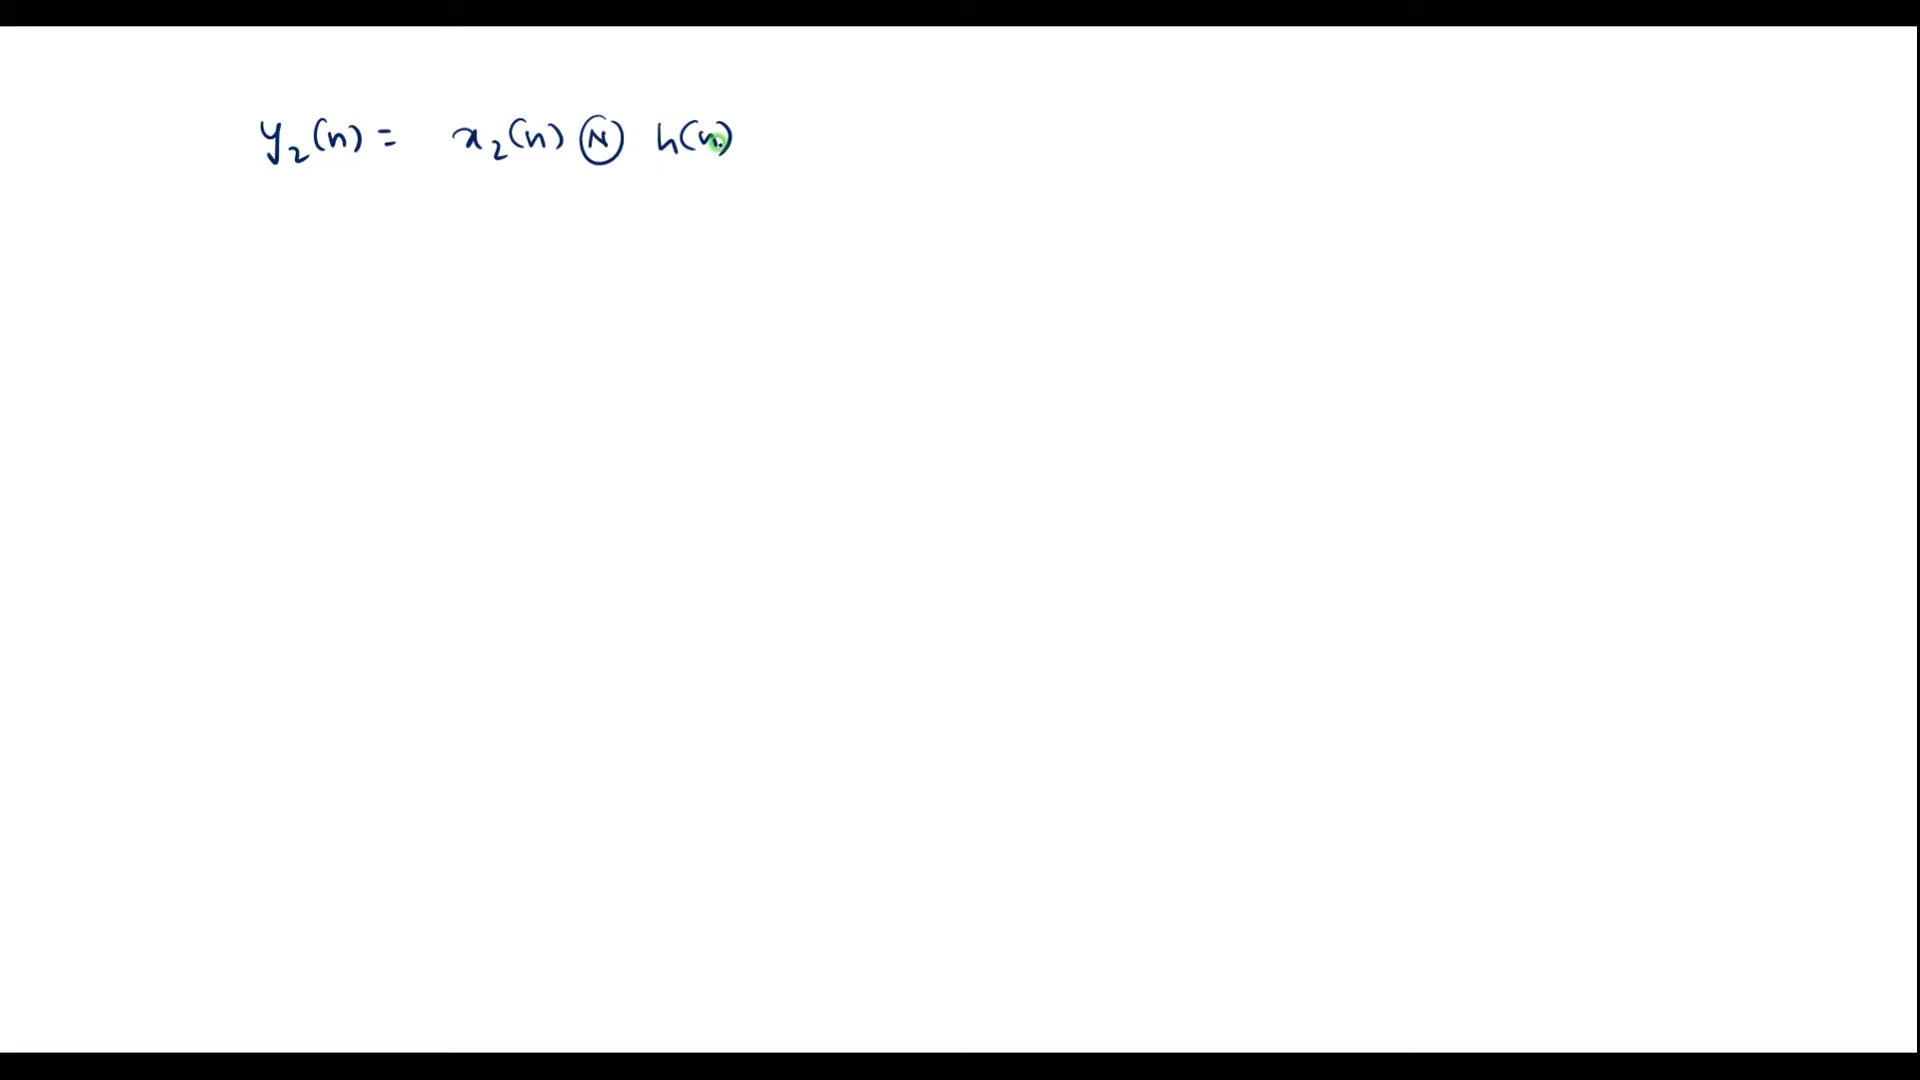 y₂(n) = x₂(n) Ⓝ h(n)